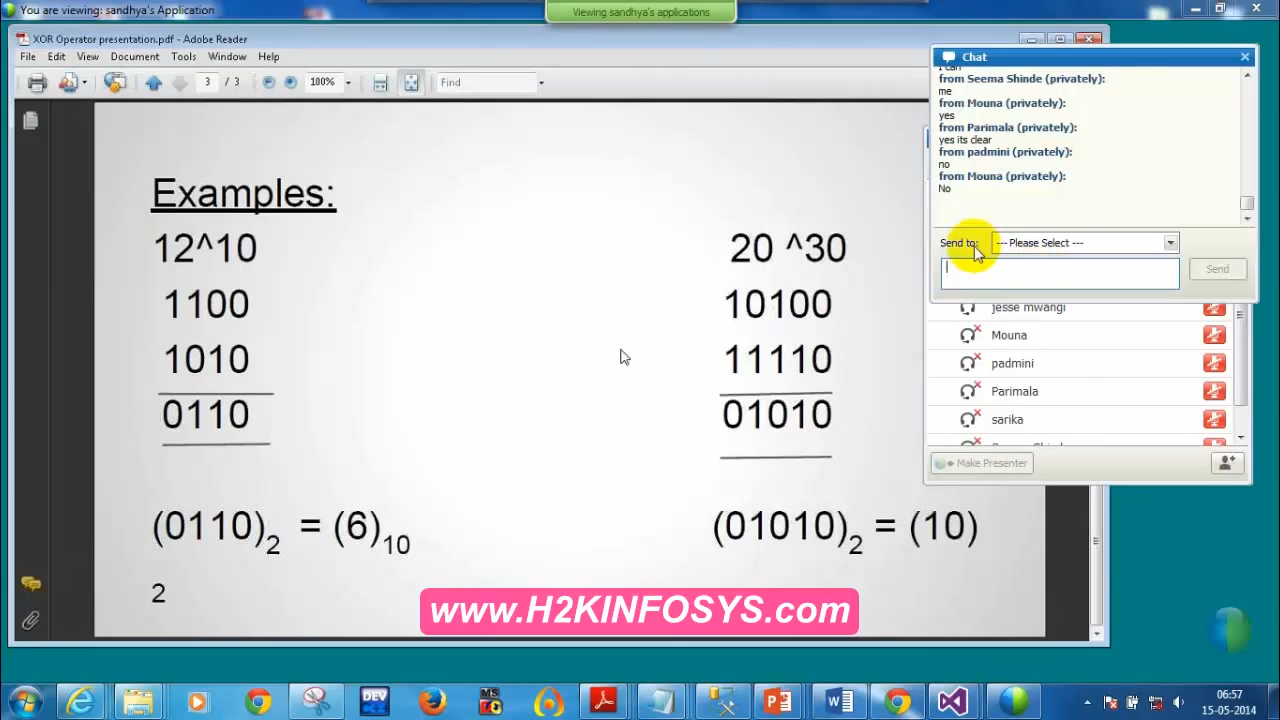 You are viewing: sandhya's Application
Viewing sandhya's applications
XOR Operator presentation.pdf - Adobe Reader
File Edit View Document Tools Window Help
3 / 3 100% Find
Chat
I can
from Seema Shinde (privately):
me
from Mouna (privately):
yes
from Parimala (privately):
yes its clear
from padmini (privately):
no
from Mouna (privately):
No
Send to: --- Please Select ---
Send
jesse mwangi
Mouna
padmini
Parimala
sarika
Make Presenter
Examples:
12^10
1100
1010
0110
(0110)2 = (6)10
2
20 ^30
10100
11110
01010
(01010)2 = (10)
www.H2KINFOSYS.com
DEV
MS
06:57
15-05-2014